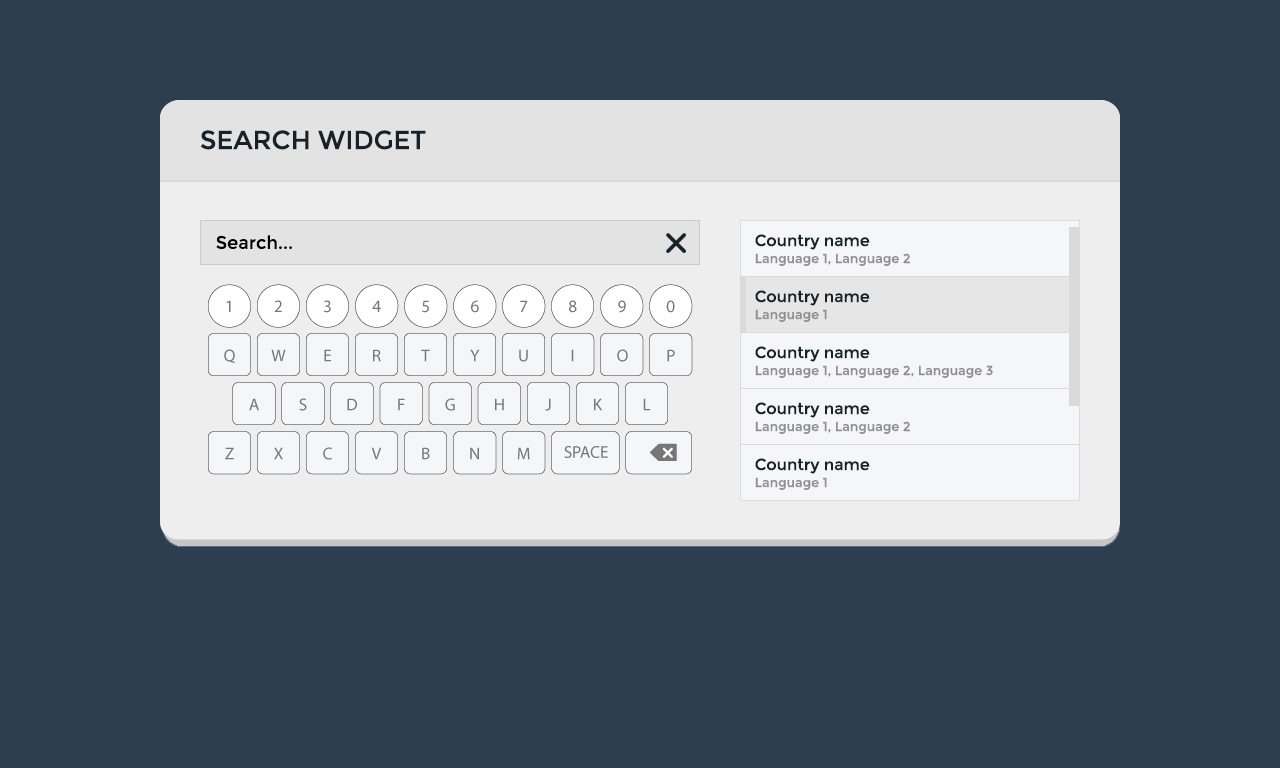 SEARCH WIDGET
Search...
1 2 3 4 5 6 7 8 9 0
Q W E R T Y U I O P
A S D F G H J K L
Z X C V B N M SPACE
Country name
Language 1, Language 2
Country name
Language 1
Country name
Language 1, Language 2, Language 3
Country name
Language 1, Language 2
Country name
Language 1